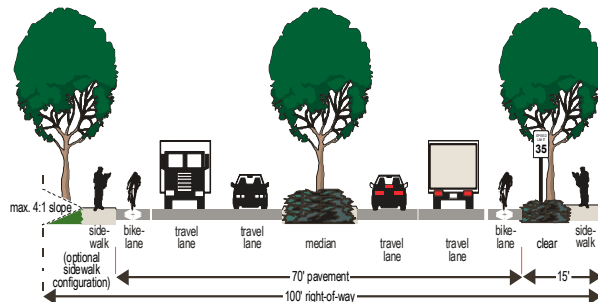 SPEED
LIMIT
35
max. 4:1 slope
side-
walk
(optional
sidewalk
configuration)
bike-
lane
travel
lane
travel
lane
median
travel
lane
travel
lane
bike-
lane
clear
side-
walk
70' pavement
15'
100' right-of-way